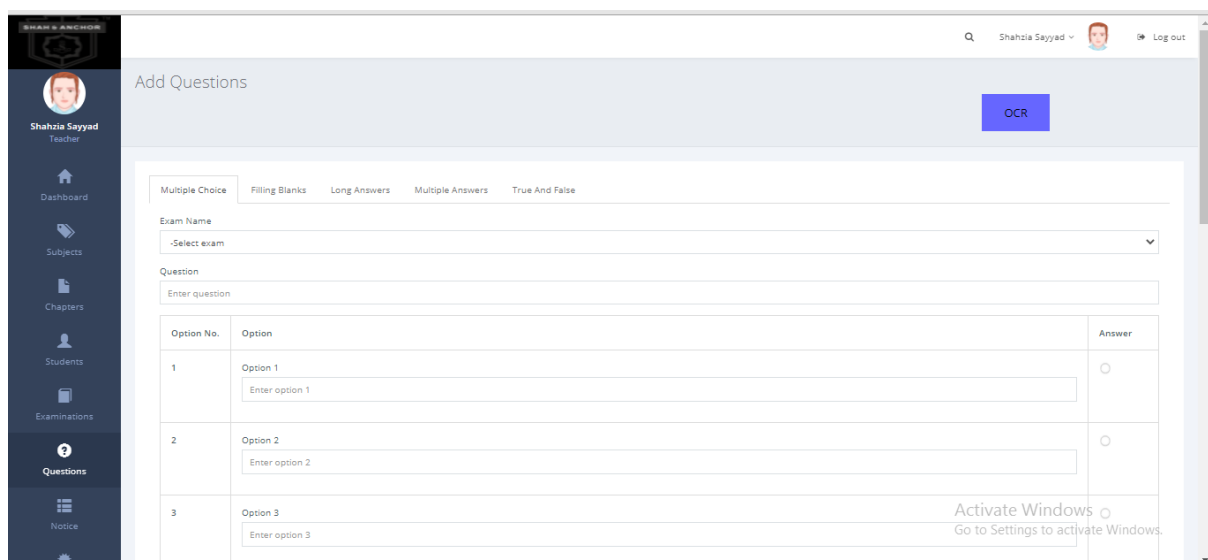 SHAH & ANCHOR
Shahzia Sayyad
Log out
Shahzia Sayyad
Teacher
Dashboard
Subjects
Chapters
Students
Examinations
Questions
Notice
Add Questions
OCR
Multiple Choice
Filling Blanks
Long Answers
Multiple Answers
True And False
Exam Name
-Select exam
Question
Enter question
Option No. Option Answer
1 Option 1
Enter option 1
2 Option 2
Enter option 2
3 Option 3
Enter option 3
Activate Windows
Go to Settings to activate Windows.